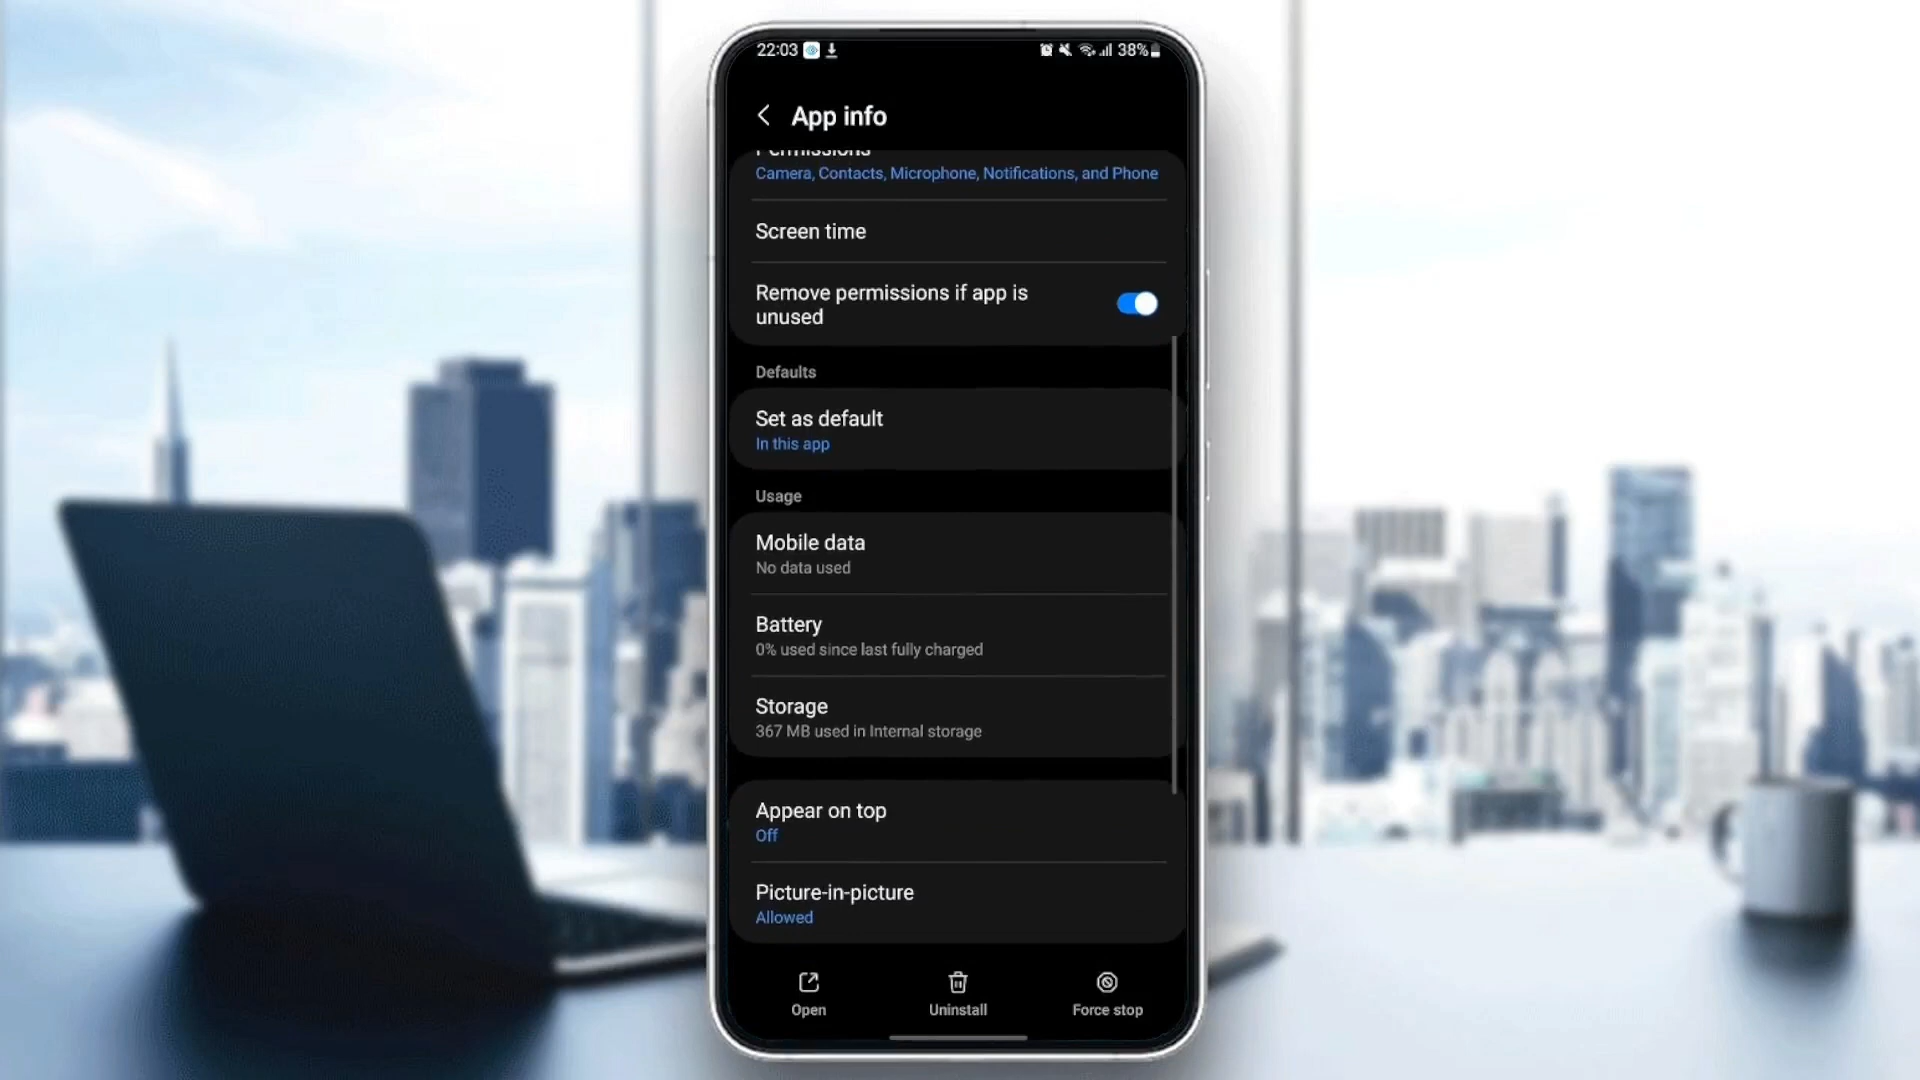 22:03
38%
App info
Permissions
Camera, Contacts, Microphone, Notifications, and Phone
Screen time
Remove permissions if app is
unused
Defaults
Set as default
In this app
Usage
Mobile data
No data used
Battery
0% used since last fully charged
Storage
367 MB used in Internal storage
Appear on top
Off
Picture-in-picture
Allowed
Open
Uninstall
Force stop